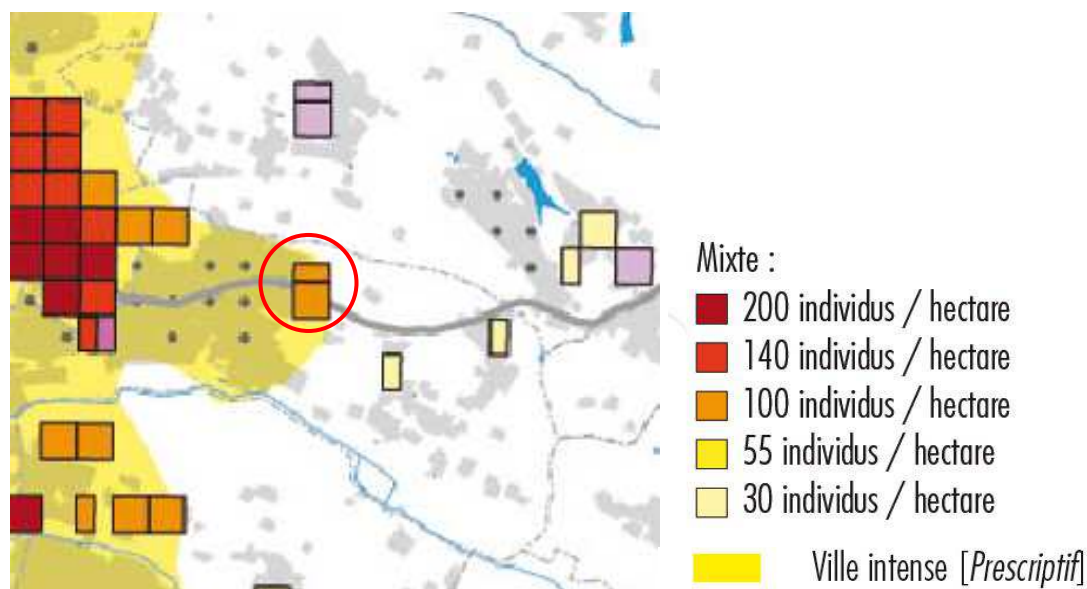 Mixte :
200 individus / hectare
140 individus / hectare
100 individus / hectare
55 individus / hectare
30 individus / hectare
Ville intense [Prescriptif]